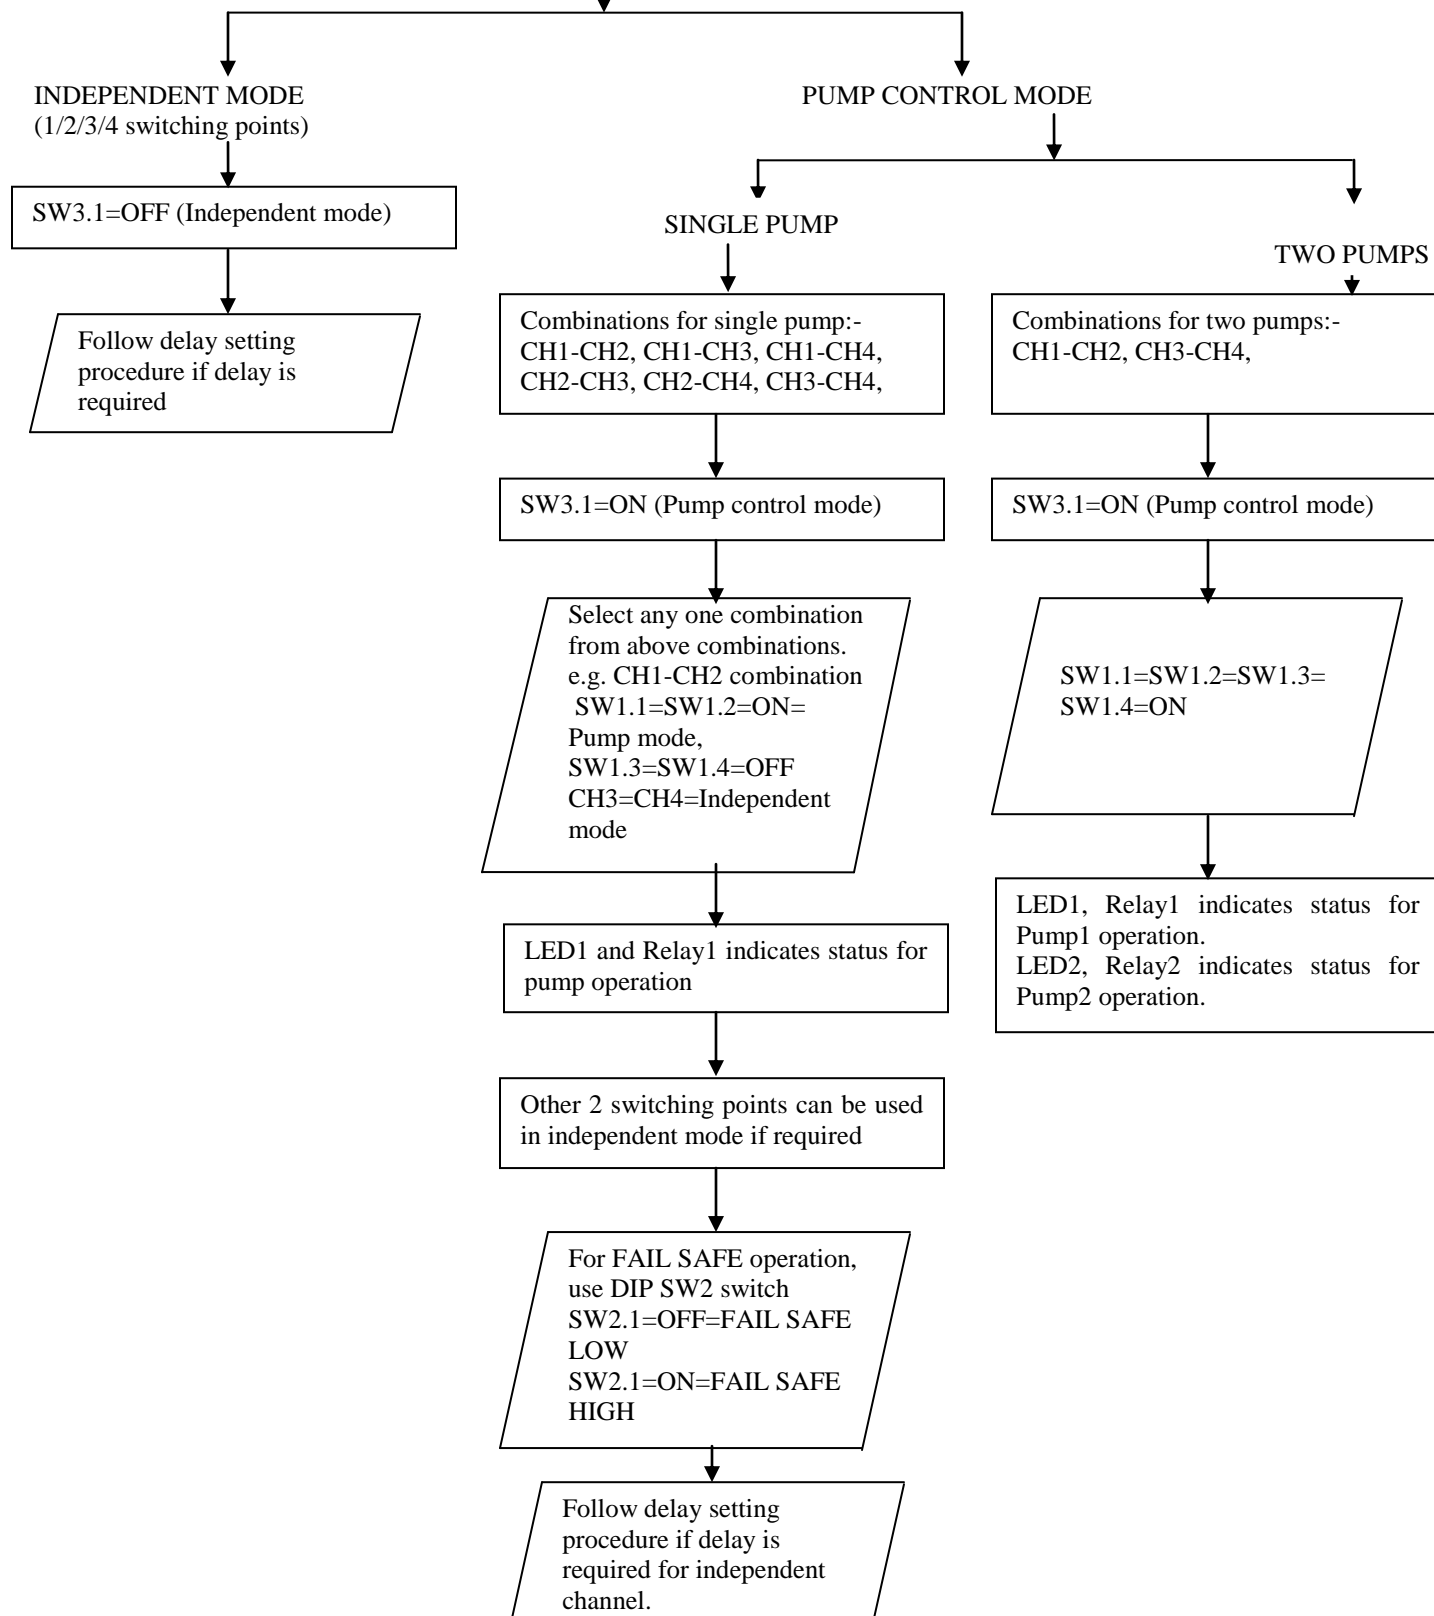 INDEPENDENT MODE
(1/2/3/4 switching points)
SW3.1=OFF (Independent mode)
Follow delay setting
procedure if delay is
required
PUMP CONTROL MODE
SINGLE PUMP
Combinations for single pump:-
CH1-CH2, CH1-CH3, CH1-CH4,
CH2-CH3, CH2-CH4, CH3-CH4,
SW3.1=ON (Pump control mode)
Select any one combination
from above combinations.
e.g. CH1-CH2 combination
SW1.1=SW1.2=ON=
Pump mode,
SW1.3=SW1.4=OFF
CH3=CH4=Independent
mode
LED1 and Relay1 indicates status for
pump operation
Other 2 switching points can be used
in independent mode if required
For FAIL SAFE operation,
use DIP SW2 switch
SW2.1=OFF=FAIL SAFE
LOW
SW2.1=ON=FAIL SAFE
HIGH
Follow delay setting
procedure if delay is
required for independent
channel.
TWO PUMPS
Combinations for two pumps:-
CH1-CH2, CH3-CH4,
SW3.1=ON (Pump control mode)
SW1.1=SW1.2=SW1.3=
SW1.4=ON
LED1, Relay1 indicates status for
Pump1 operation.
LED2, Relay2 indicates status for
Pump2 operation.